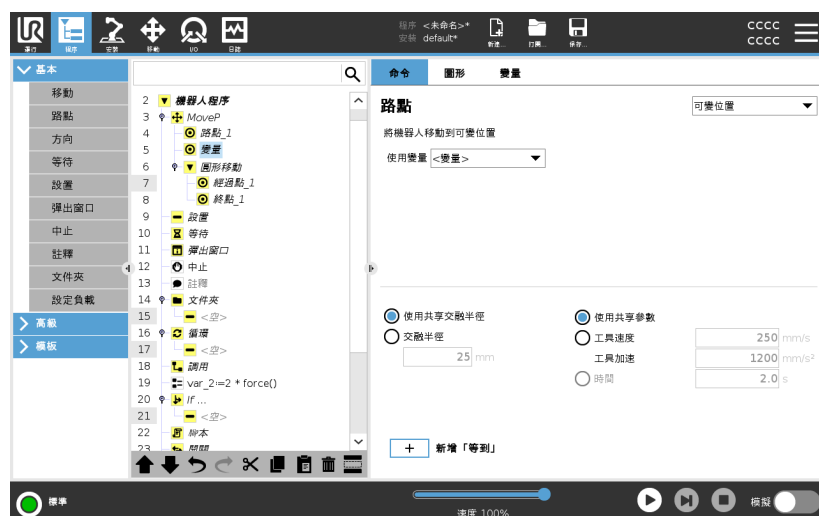 程序 <未命名>*
安裝 default*
運行 程序 安裝 移動 I/O 日誌
新建... 打開... 保存...
CCCC
CCCC
基本
移動
路點
方向
等待
設置
彈出窗口
中止
註釋
文件夾
設定負載
高級
模板
2 機器人程序
3 MoveP
4 路點_1
5 變量
6 圓形移動
7 經過點_1
8 終點_1
9 設置
10 等待
11 彈出窗口
12 中止
13 註釋
14 文件夾
15 <空>
16 循環
17 <空>
18 調用
19 var_2≔2 * force()
20 If ...
21 <空>
22 腳本
23
命令 圖形 變量
路點
可變位置
將機器人移動到可變位置
使用變量 <變量>
使用共享交融半徑
交融半徑
25 mm
使用共享參數
工具速度 250 mm/s
工具加速 1200 mm/s²
時間 2.0 s
新增「等到」
標準
速度 100%
模擬